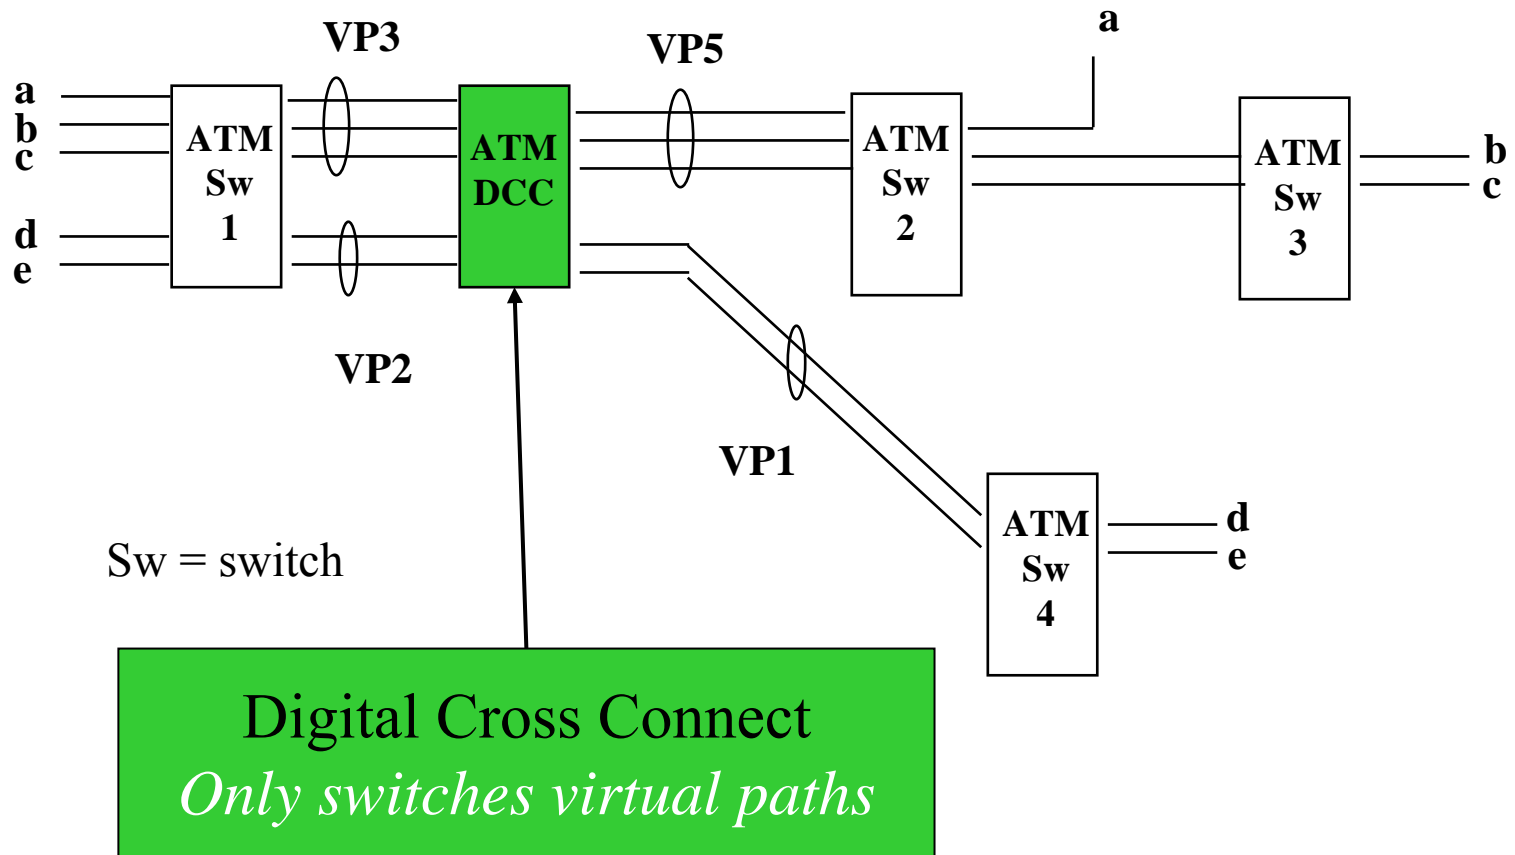 a
VP3
VP5
a
b
c
ATM
Sw
1
ATM
DCC
ATM
Sw
2
ATM
Sw
3
b
c
d
e
VP2
VP1
ATM
Sw
4
d
e
Sw = switch
Digital Cross Connect
Only switches virtual paths